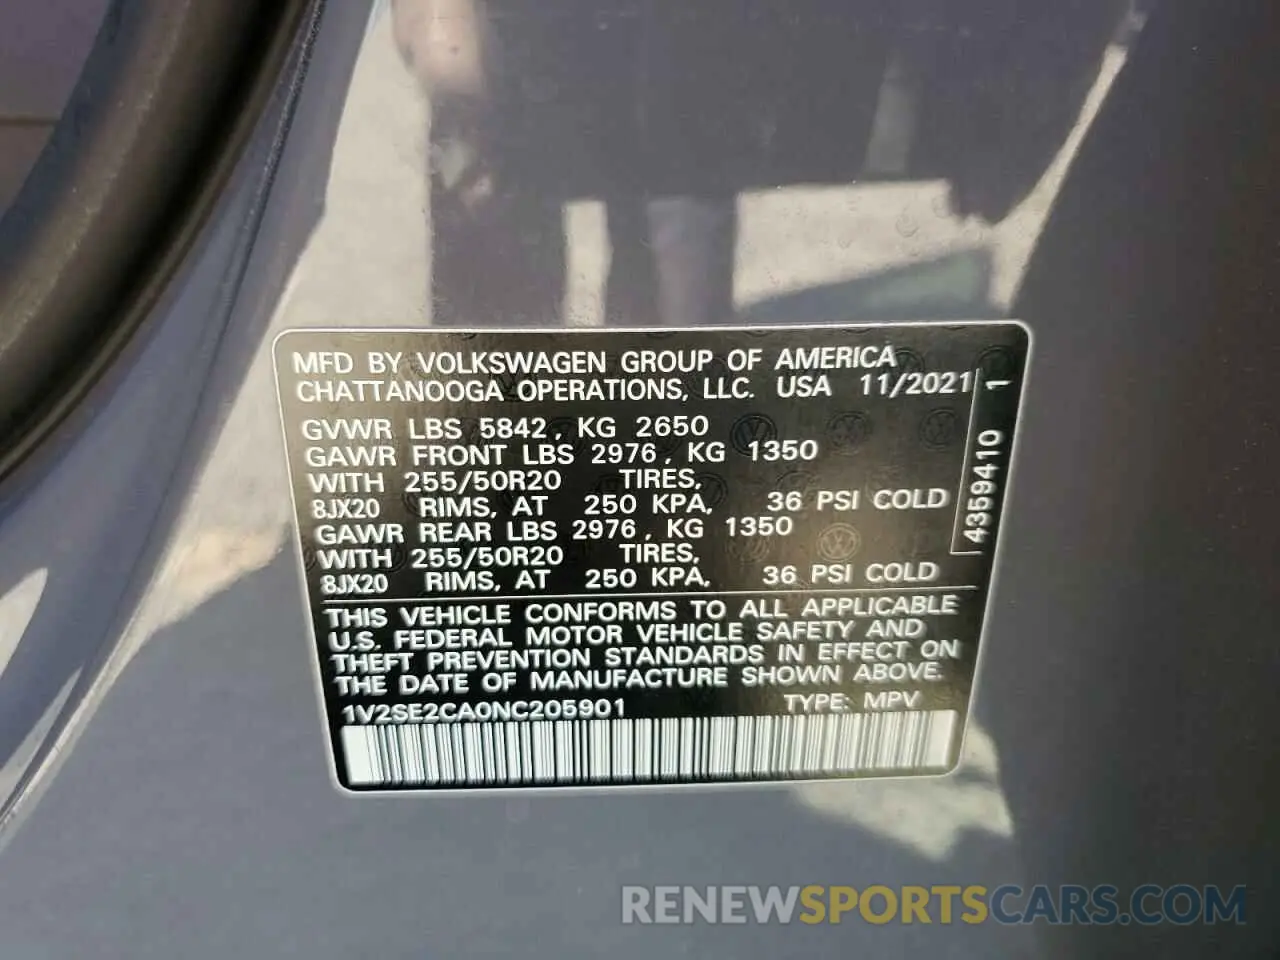 MFD BY VOLKSWAGEN GROUP OF AMERICA
CHATTANOOGA OPERATIONS, LLC. USA 11/2021
GVWR LBS 5842, KG 2650
GAWR FRONT LBS 2976, KG 1350
WITH 255/50R20 TIRES,
8JX20 RIMS, AT 250 KPA, 36 PSI COLD
GAWR REAR LBS 2976, KG 1350
WITH 255/50R20 TIRES,
8JX20 RIMS, AT 250 KPA, 36 PSI COLD
4359410 1
THIS VEHICLE CONFORMS TO ALL APPLICABLE
U.S. FEDERAL MOTOR VEHICLE SAFETY AND
THEFT PREVENTION STANDARDS IN EFFECT ON
THE DATE OF MANUFACTURE SHOWN ABOVE.
1V2SE2CA0NC205901 TYPE: MPV
RENEWSPORTSCARS.COM